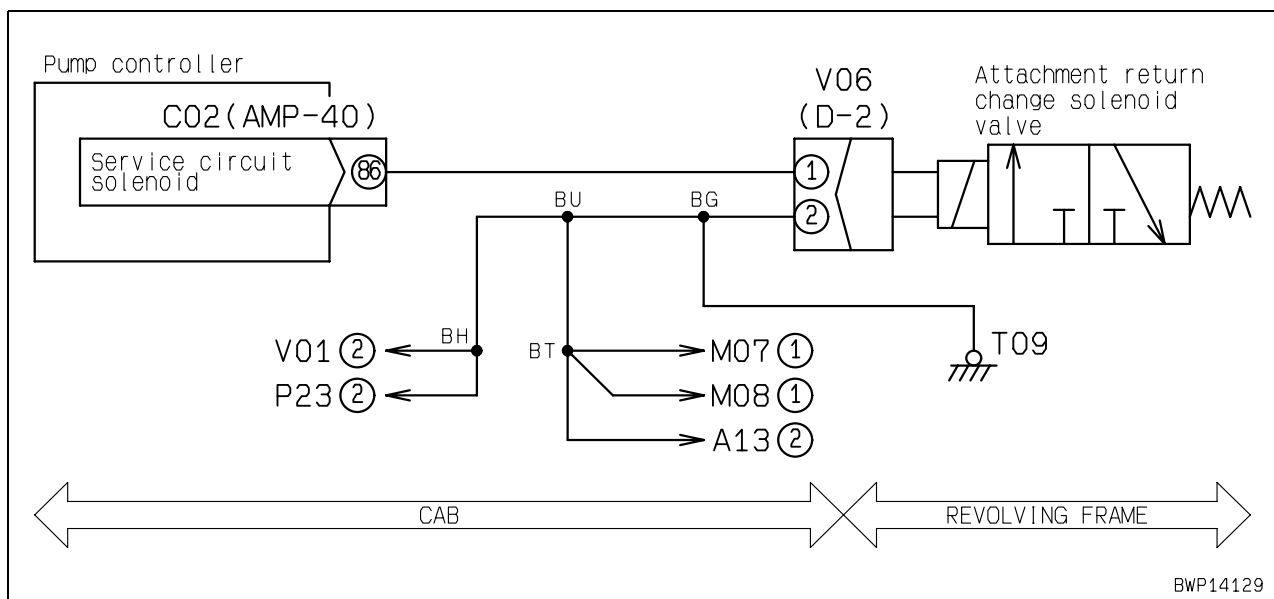 Pump controller
C02(AMP-40)
Service circuit
solenoid
86
V06
(D-2)
1
2
Attachment return
change solenoid
valve
BU
BG
BH
BT
V01 2
P23 2
M07 1
M08 1
A13 2
T09
CAB
REVOLVING FRAME
BWP14129